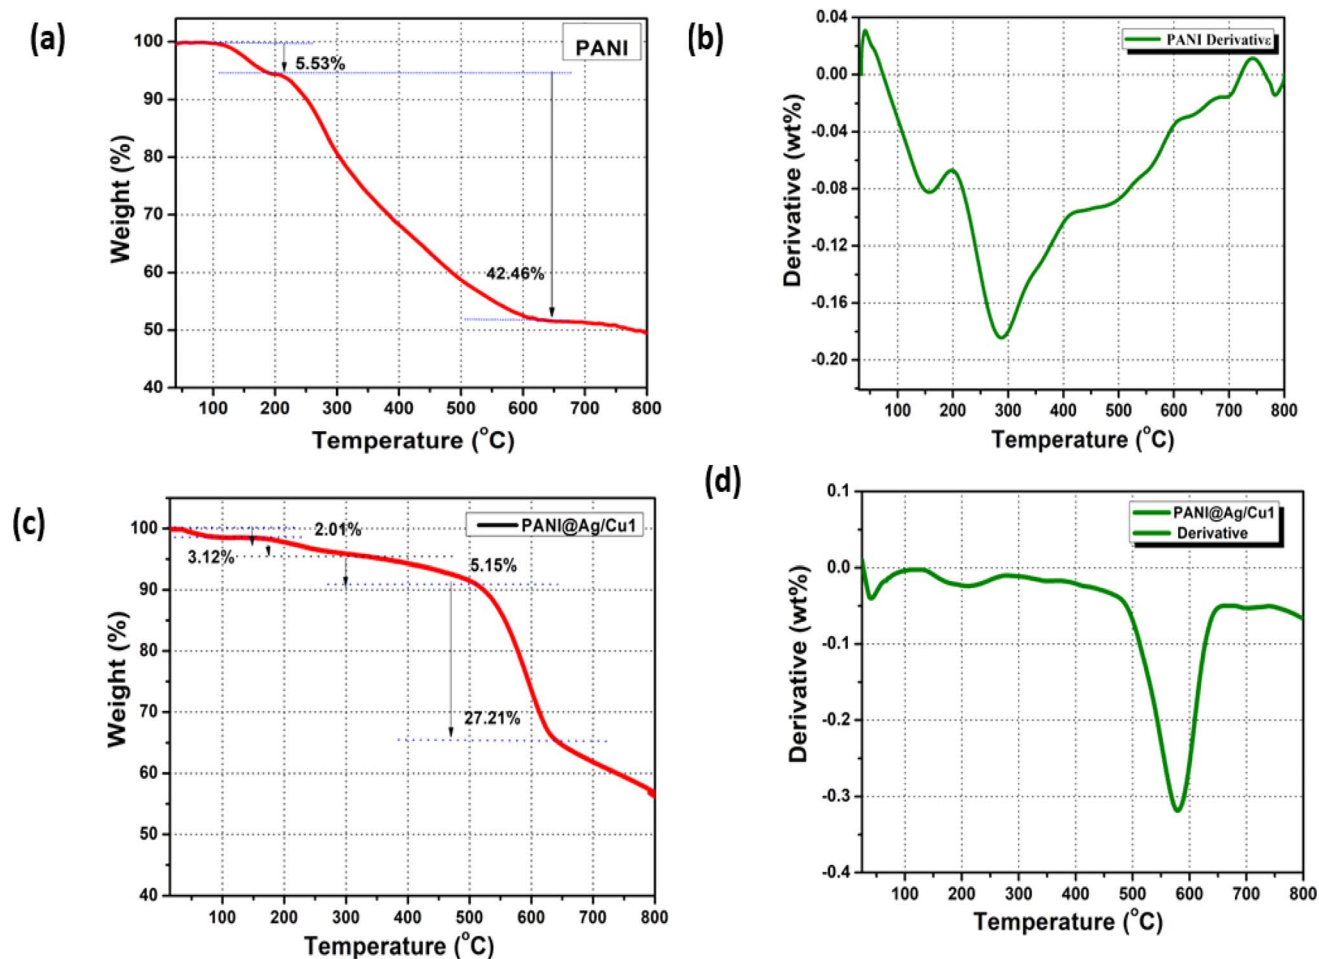 (a)
PANI
5.53%
42.46%
100
90
80
70
60
50
40
Weight (%)
100 200 300 400 500 600 700 800
Temperature (°C)
(b)
PANI Derivative
0.04
0.00
-0.04
-0.08
-0.12
-0.16
-0.20
Derivative (wt%)
100 200 300 400 500 600 700 800
Temperature (°C)
(c)
PANI@Ag/Cu1
2.01%
3.12%
5.15%
27.21%
100
90
80
70
60
50
40
Weight (%)
100 200 300 400 500 600 700 800
Temperature (°C)
(d)
PANI@Ag/Cu1
Derivative
0.1
0.0
-0.1
-0.2
-0.3
-0.4
Derivative (wt%)
100 200 300 400 500 600 700 800
Temperature (°C)